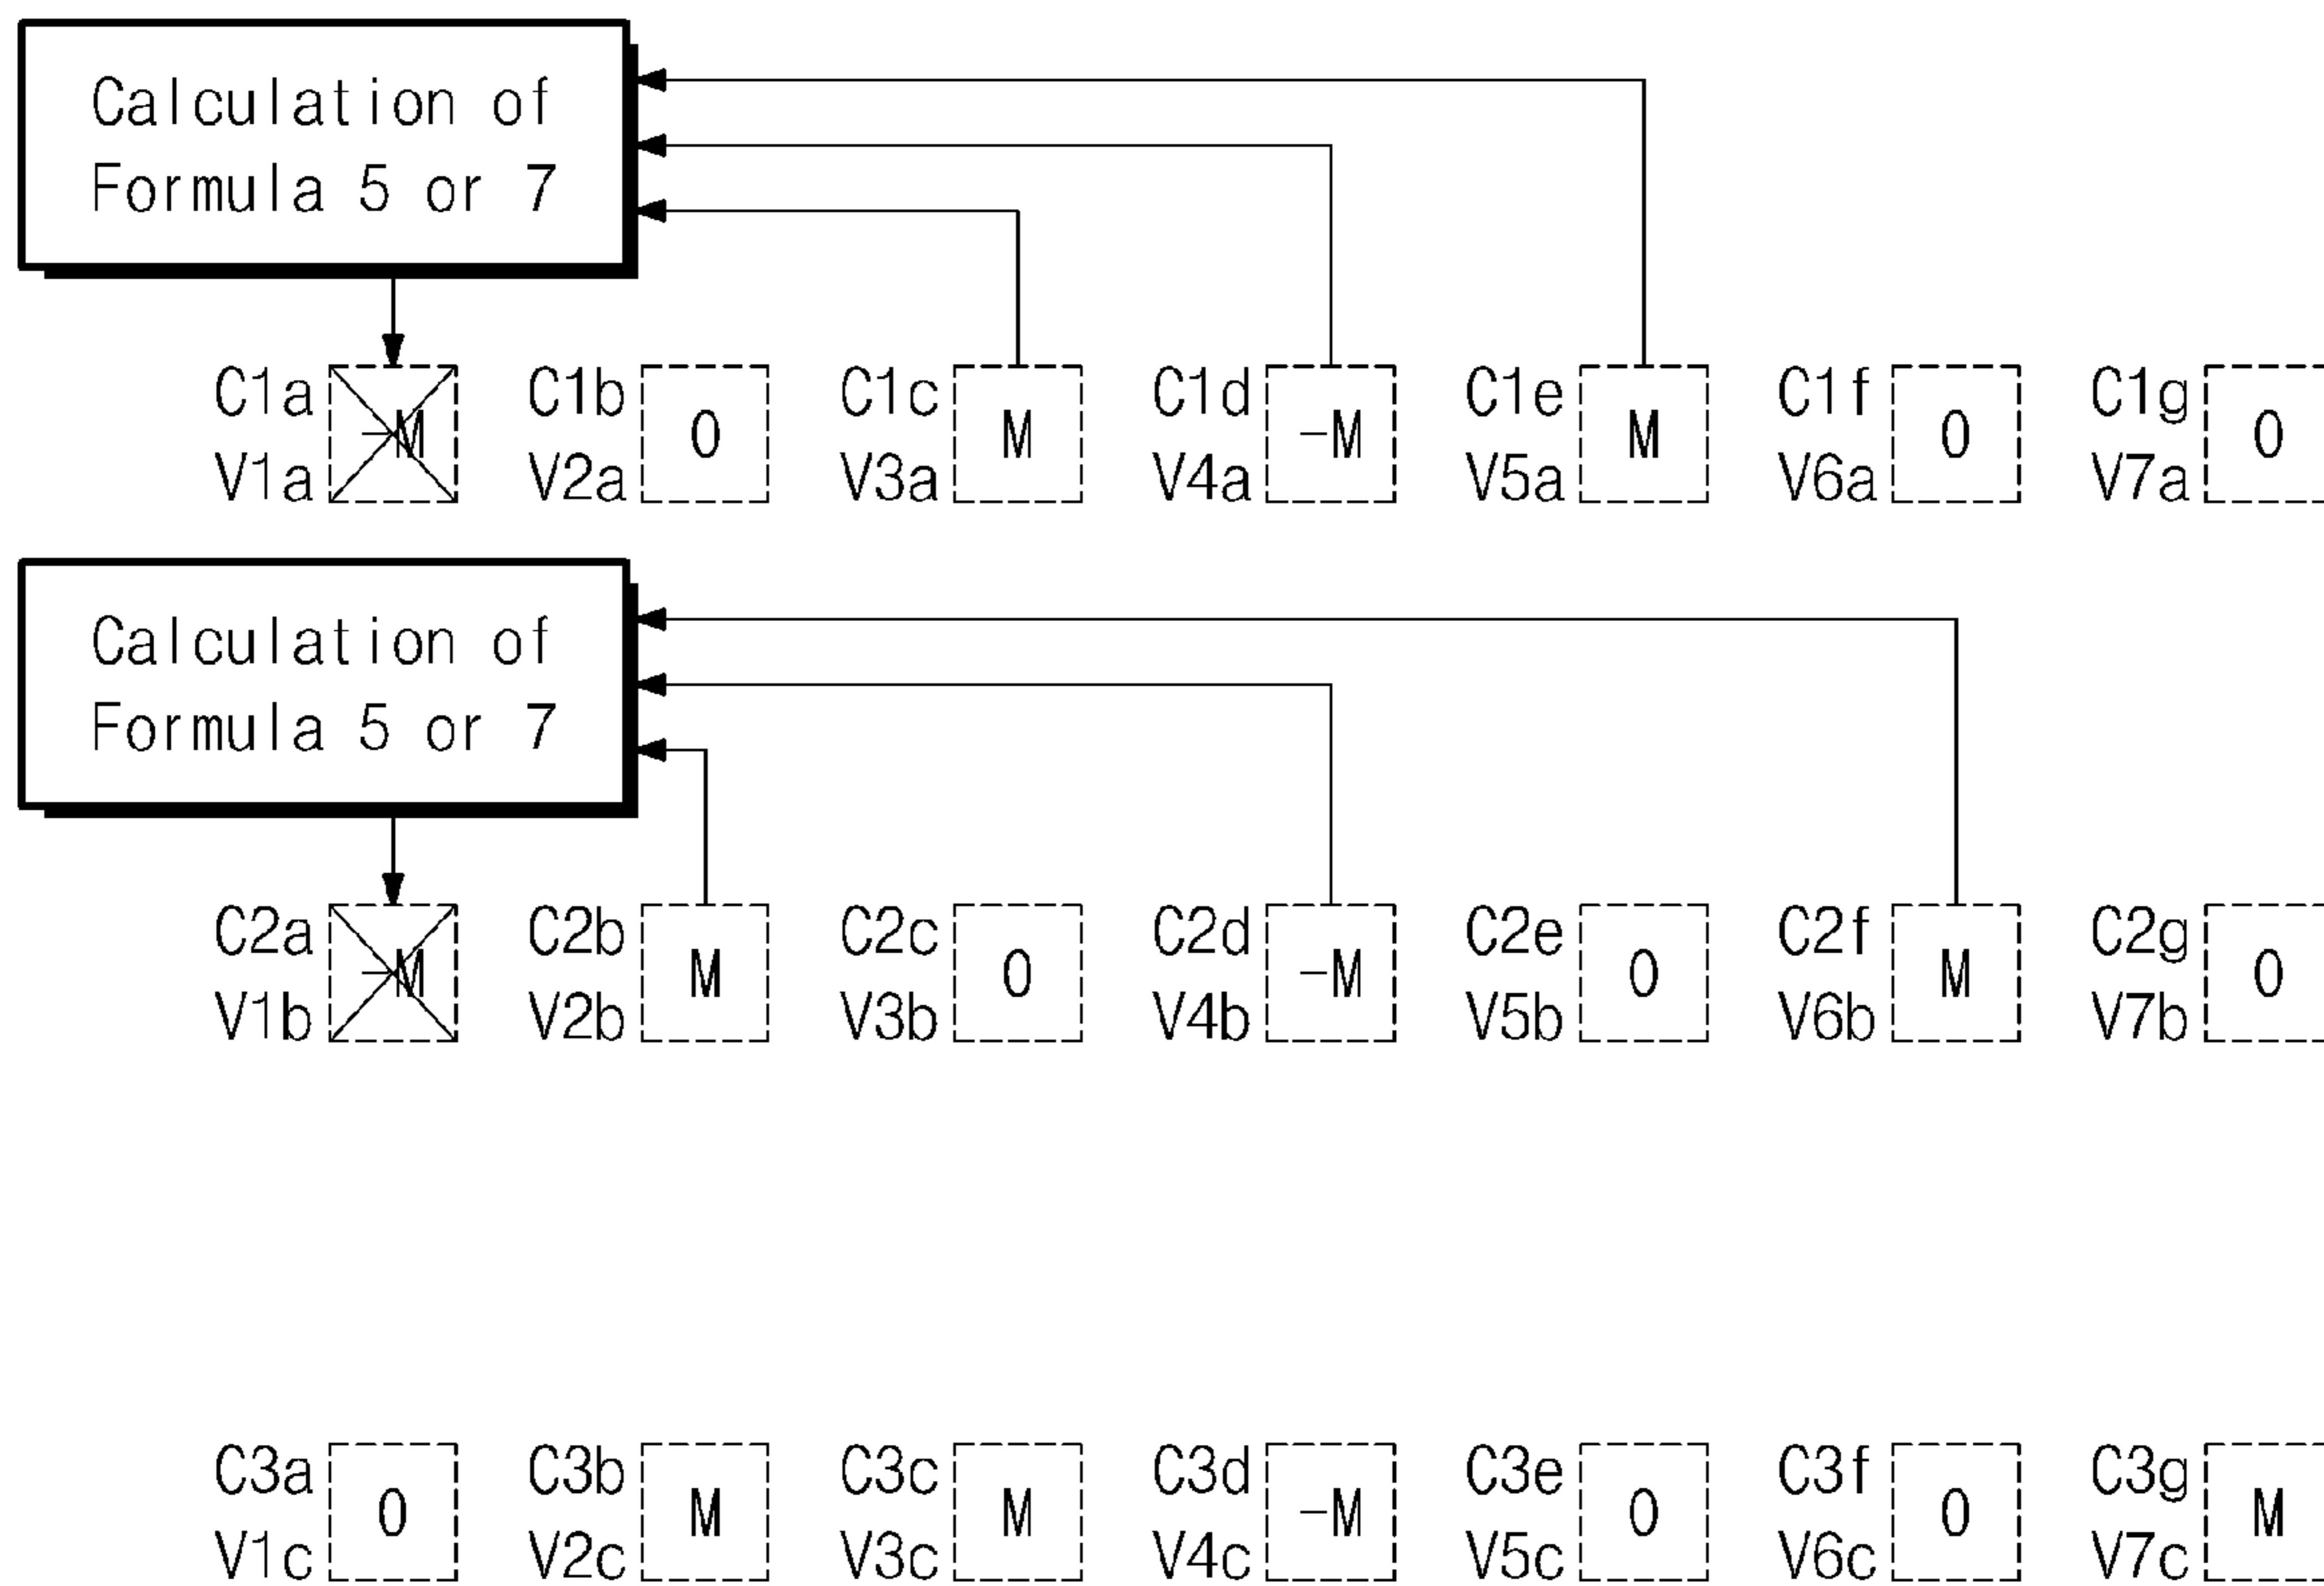 Calculation of
Formula 5 or 7
C1a -M C1b 0 C1c M C1d -M C1e M C1f 0 C1g 0
V1a V2a V3a V4a V5a V6a V7a
Calculation of
Formula 5 or 7
C2a -M C2b M C2c 0 C2d -M C2e 0 C2f M C2g 0
V1b V2b V3b V4b V5b V6b V7b
C3a 0 C3b M C3c M C3d -M C3e 0 C3f 0 C3g M
V1c V2c V3c V4c V5c V6c V7c